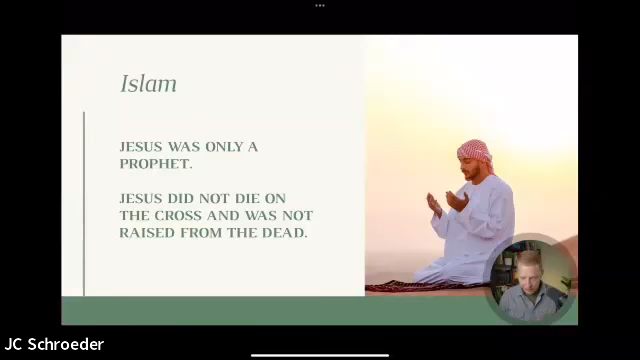 Islam
JESUS WAS ONLY A
PROPHET.
JESUS DID NOT DIE ON
THE CROSS AND WAS NOT
RAISED FROM THE DEAD.
JC Schroeder